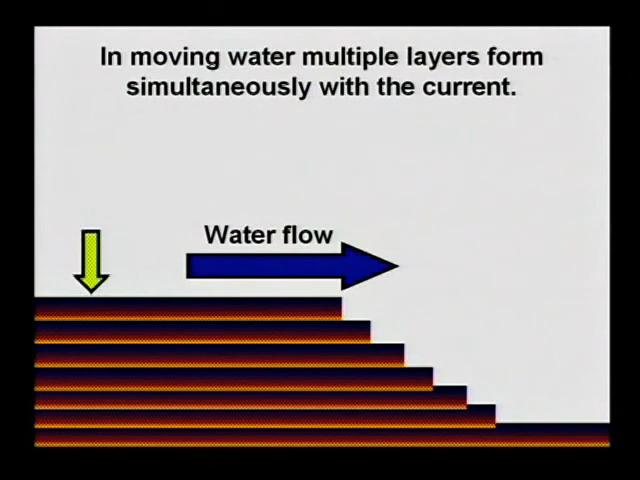 In moving water multiple layers form
simultaneously with the current.
Water flow